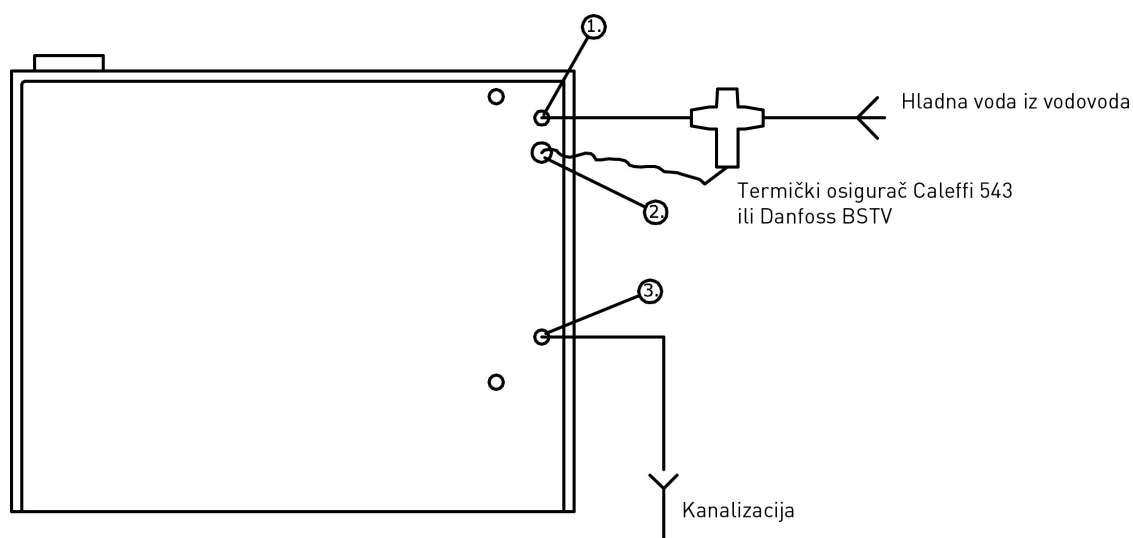 1.
Hladna voda iz vodovoda
Termički osigurač Caleffi 543
ili Danfoss BSTV
2.
3.
Kanalizacija